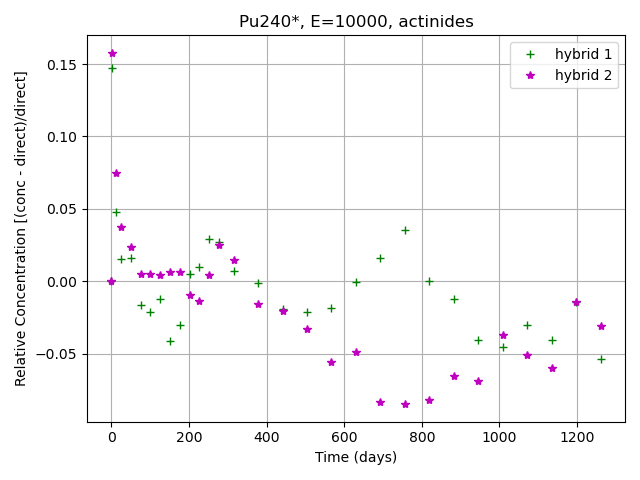 Pu240*, E=10000, actinides
hybrid 1
hybrid 2
Relative Concentration [(conc - direct)/direct]
0.15
0.10
0.05
0.00
−0.05
0
200
400
600
800
1000
1200
Time (days)